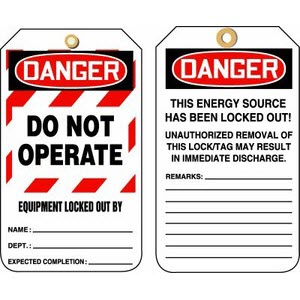 DANGER
DO NOT
OPERATE
EQUIPMENT LOCKED OUT BY
NAME:
DEPT.:
EXPECTED COMPLETION:
DANGER
THIS ENERGY SOURCE
HAS BEEN LOCKED OUT!
UNAUTHORIZED REMOVAL OF
THIS LOCK/TAG MAY RESULT
IN IMMEDIATE DISCHARGE.
REMARKS: